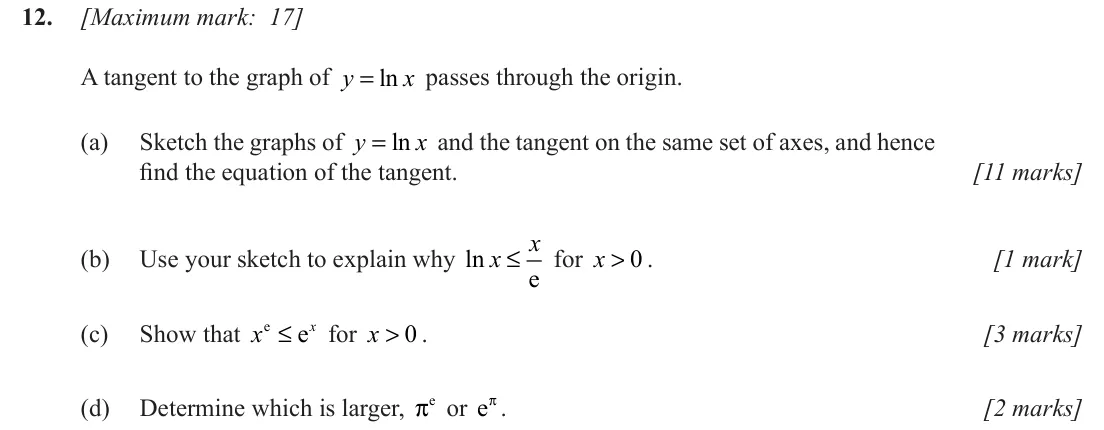 12. [Maximum mark: 17]
A tangent to the graph of y = ln x passes through the origin.
(a) Sketch the graphs of y = ln x and the tangent on the same set of axes, and hence
find the equation of the tangent. [11 marks]
(b) Use your sketch to explain why ln x ≤ x/e for x > 0. [1 mark]
(c) Show that xᵉ ≤ eˣ for x > 0. [3 marks]
(d) Determine which is larger, πᵉ or e^π. [2 marks]